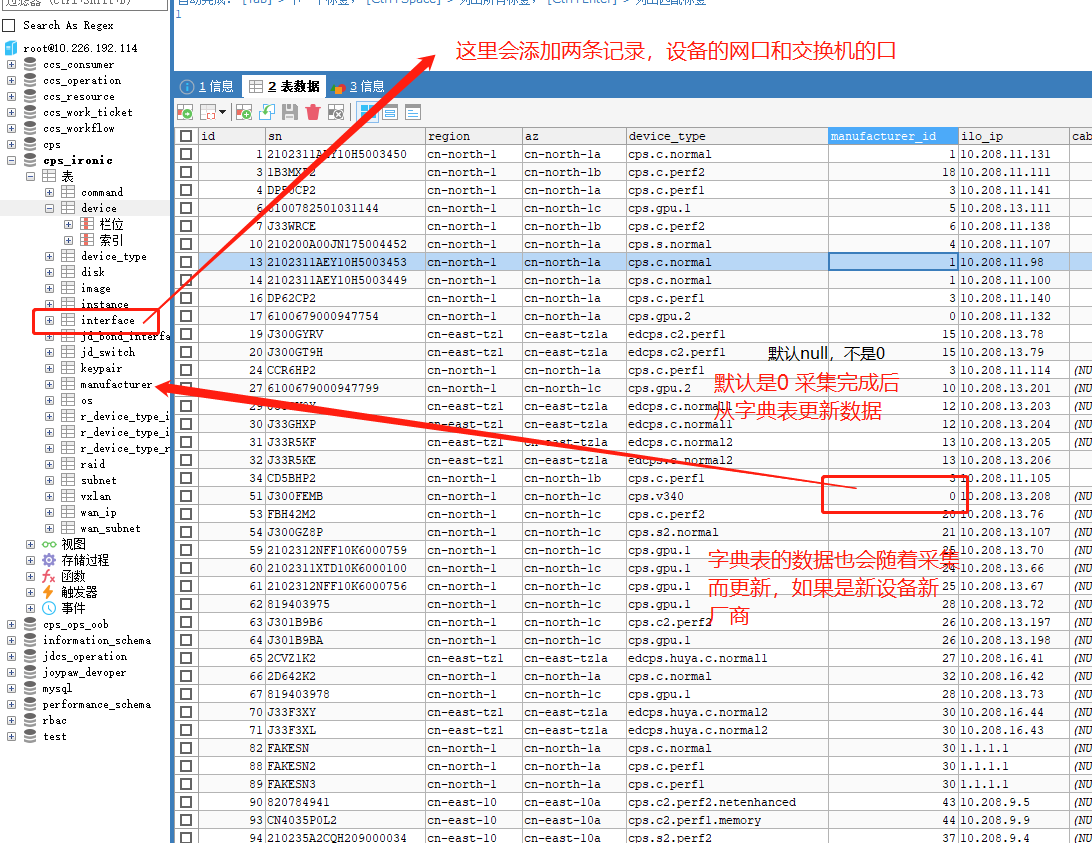 自动完成: [Tab] > 下一个标签, [Ctrl+Space] > 列出所有标签, [Ctrl+Enter] > 列出匹配标签
过滤器 (Ctrl+Shift+B)
1
Search As Regex
root@10.226.192.114
ccs_consumer
ccs_operation
ccs_resource
ccs_work_ticket
ccs_workflow
cps
cps_ironic
表
command
device
栏位
索引
device_type
disk
image
instance
interface
jd_bond_interfa
jd_switch
keypair
manufacturer
os
r_device_type_i
r_device_type_i
r_device_type_r
raid
subnet
vxlan
wan_ip
wan_subnet
视图
存储过程
函数
触发器
事件
cps_ops_oob
information_schema
jdcs_operation
joypaw_devoper
mysql
performance_schema
rbac
test
这里会添加两条记录，设备的网口和交换机的口
1 信息 2 表数据 3 信息
id sn region az device_type manufacturer_id ilo_ip cab
1 2102311AEY10H5003450 cn-north-1 cn-north-1a cps.c.normal 1 10.208.11.131
3 cn-north-1 cn-north-1b cps.c.perf2 18 10.208.11.111
4 cn-north-1 cn-north-1a cps.c.perf1 3 10.208.11.141
6 cn-north-1 cn-north-1c cps.gpu.1 5 10.208.13.111
7 J33WRCE cn-north-1 cn-north-1b cps.c.perf2 6 10.208.11.138
10 210200A00JN175004452 cn-north-1 cn-north-1a cps.s.normal 4 10.208.11.107
13 2102311AEY10H5003453 cn-north-1 cn-north-1a cps.c.normal 1 10.208.11.98
14 2102311AEY10H5003449 cn-north-1 cn-north-1a cps.c.normal 1 10.208.11.100
16 DP62CP2 cn-north-1 cn-north-1a cps.c.perf1 3 10.208.11.140
17 6100679000947754 cn-north-1 cn-north-1a cps.gpu.2 0 10.208.11.132
19 J300GYRV cn-east-tz1 cn-east-tz1a edcps.c2.perf1 15 10.208.13.78
20 J300GT9H cn-east-tz1 cn-east-tz1a edcps.c2.perf1 15 10.208.13.79
默认null，不是0
24 CCR6HP2 cn-north-1 cn-north-1a cps.c.perf1 3 10.208.11.114 (NU
27 6100679000947799 cn-north-1 cn-north-1c cps.gpu.2 10 10.208.13.201 (NU
默认是0 采集完成后
从字典表更新数据
29 cn-east-tz1 cn-east-tz1a edcps.c.normal1 12 10.208.13.203 (NU
30 J33GHXP cn-east-tz1 cn-east-tz1a edcps.c.normal1 12 10.208.13.204 (NU
31 J33R5KF cn-east-tz1 cn-east-tz1a edcps.c.normal2 13 10.208.13.205 (NU
32 J33R5KE cn-east-tz1 cn-east-tz1a edcps.c.normal2 13 10.208.13.206
34 CD5BHP2 cn-north-1 cn-north-1b cps.c.perf1 3 10.208.11.105
51 J300FEMB cn-north-1 cn-north-1c cps.v340 0 10.208.13.208 (NU
53 FBH42M2 cn-north-1 cn-north-1c cps.c.perf2 20 10.208.13.76 (NU
54 J300GZ8P cn-north-1 cn-north-1c cps.s2.normal 21 10.208.13.107 (NU
59 2102312NFF10K6000759 cn-north-1 cn-north-1c cps.gpu.1 25 10.208.13.70 (NU
60 2102311XTD10K6000100 cn-north-1 cn-north-1c cps.gpu.1 24 10.208.13.66 (NU
61 2102312NFF10K6000756 cn-north-1 cn-north-1c cps.gpu.1 25 10.208.13.67 (NU
字典表的数据也会随着采集
而更新，如果是新设备新
厂商
62 819403975 cn-north-1 cn-north-1c cps.gpu.1 28 10.208.13.72 (NU
63 J301B9B6 cn-north-1 cn-north-1c cps.c2.perf2 26 10.208.13.197 (NU
64 J301B9BA cn-north-1 cn-north-1c cps.gpu.1 26 10.208.13.198 (NU
65 2CVZ1K2 cn-east-tz1 cn-east-tz1a edcps.huya.c.normal1 27 10.208.16.41 (NU
66 2D642K2 cn-east-tz1 cn-east-tz1a cps.c.normal 32 10.208.16.42 (NU
67 819403978 cn-north-1 cn-north-1c cps.gpu.1 28 10.208.13.73 (NU
70 J33F3XY cn-east-tz1 cn-east-tz1a edcps.huya.c.normal2 30 10.208.16.44 (NU
71 J33F3XL cn-east-tz1 cn-east-tz1a edcps.huya.c.normal2 30 10.208.16.43 (NU
82 FAKESN cn-north-1 cn-north-1a cps.c.normal 30 1.1.1.1 (NU
88 FAKESN2 cn-north-1 cn-north-1a cps.c.perf1 30 1.1.1.1 (NU
89 FAKESN3 cn-north-1 cn-north-1a cps.c.perf1 30 1.1.1.1 (NU
90 820784941 cn-east-10 cn-east-10a cps.c2.perf2.netenhanced 43 10.208.9.5 (NU
93 CN4035P0L2 cn-east-10 cn-east-10a cps.c2.perf1.memory 44 10.208.9.9 (NU
94 210235A2CQH209000034 cn-east-10 cn-east-10a cps.s2.perf2 37 10.208.9.4 (NU